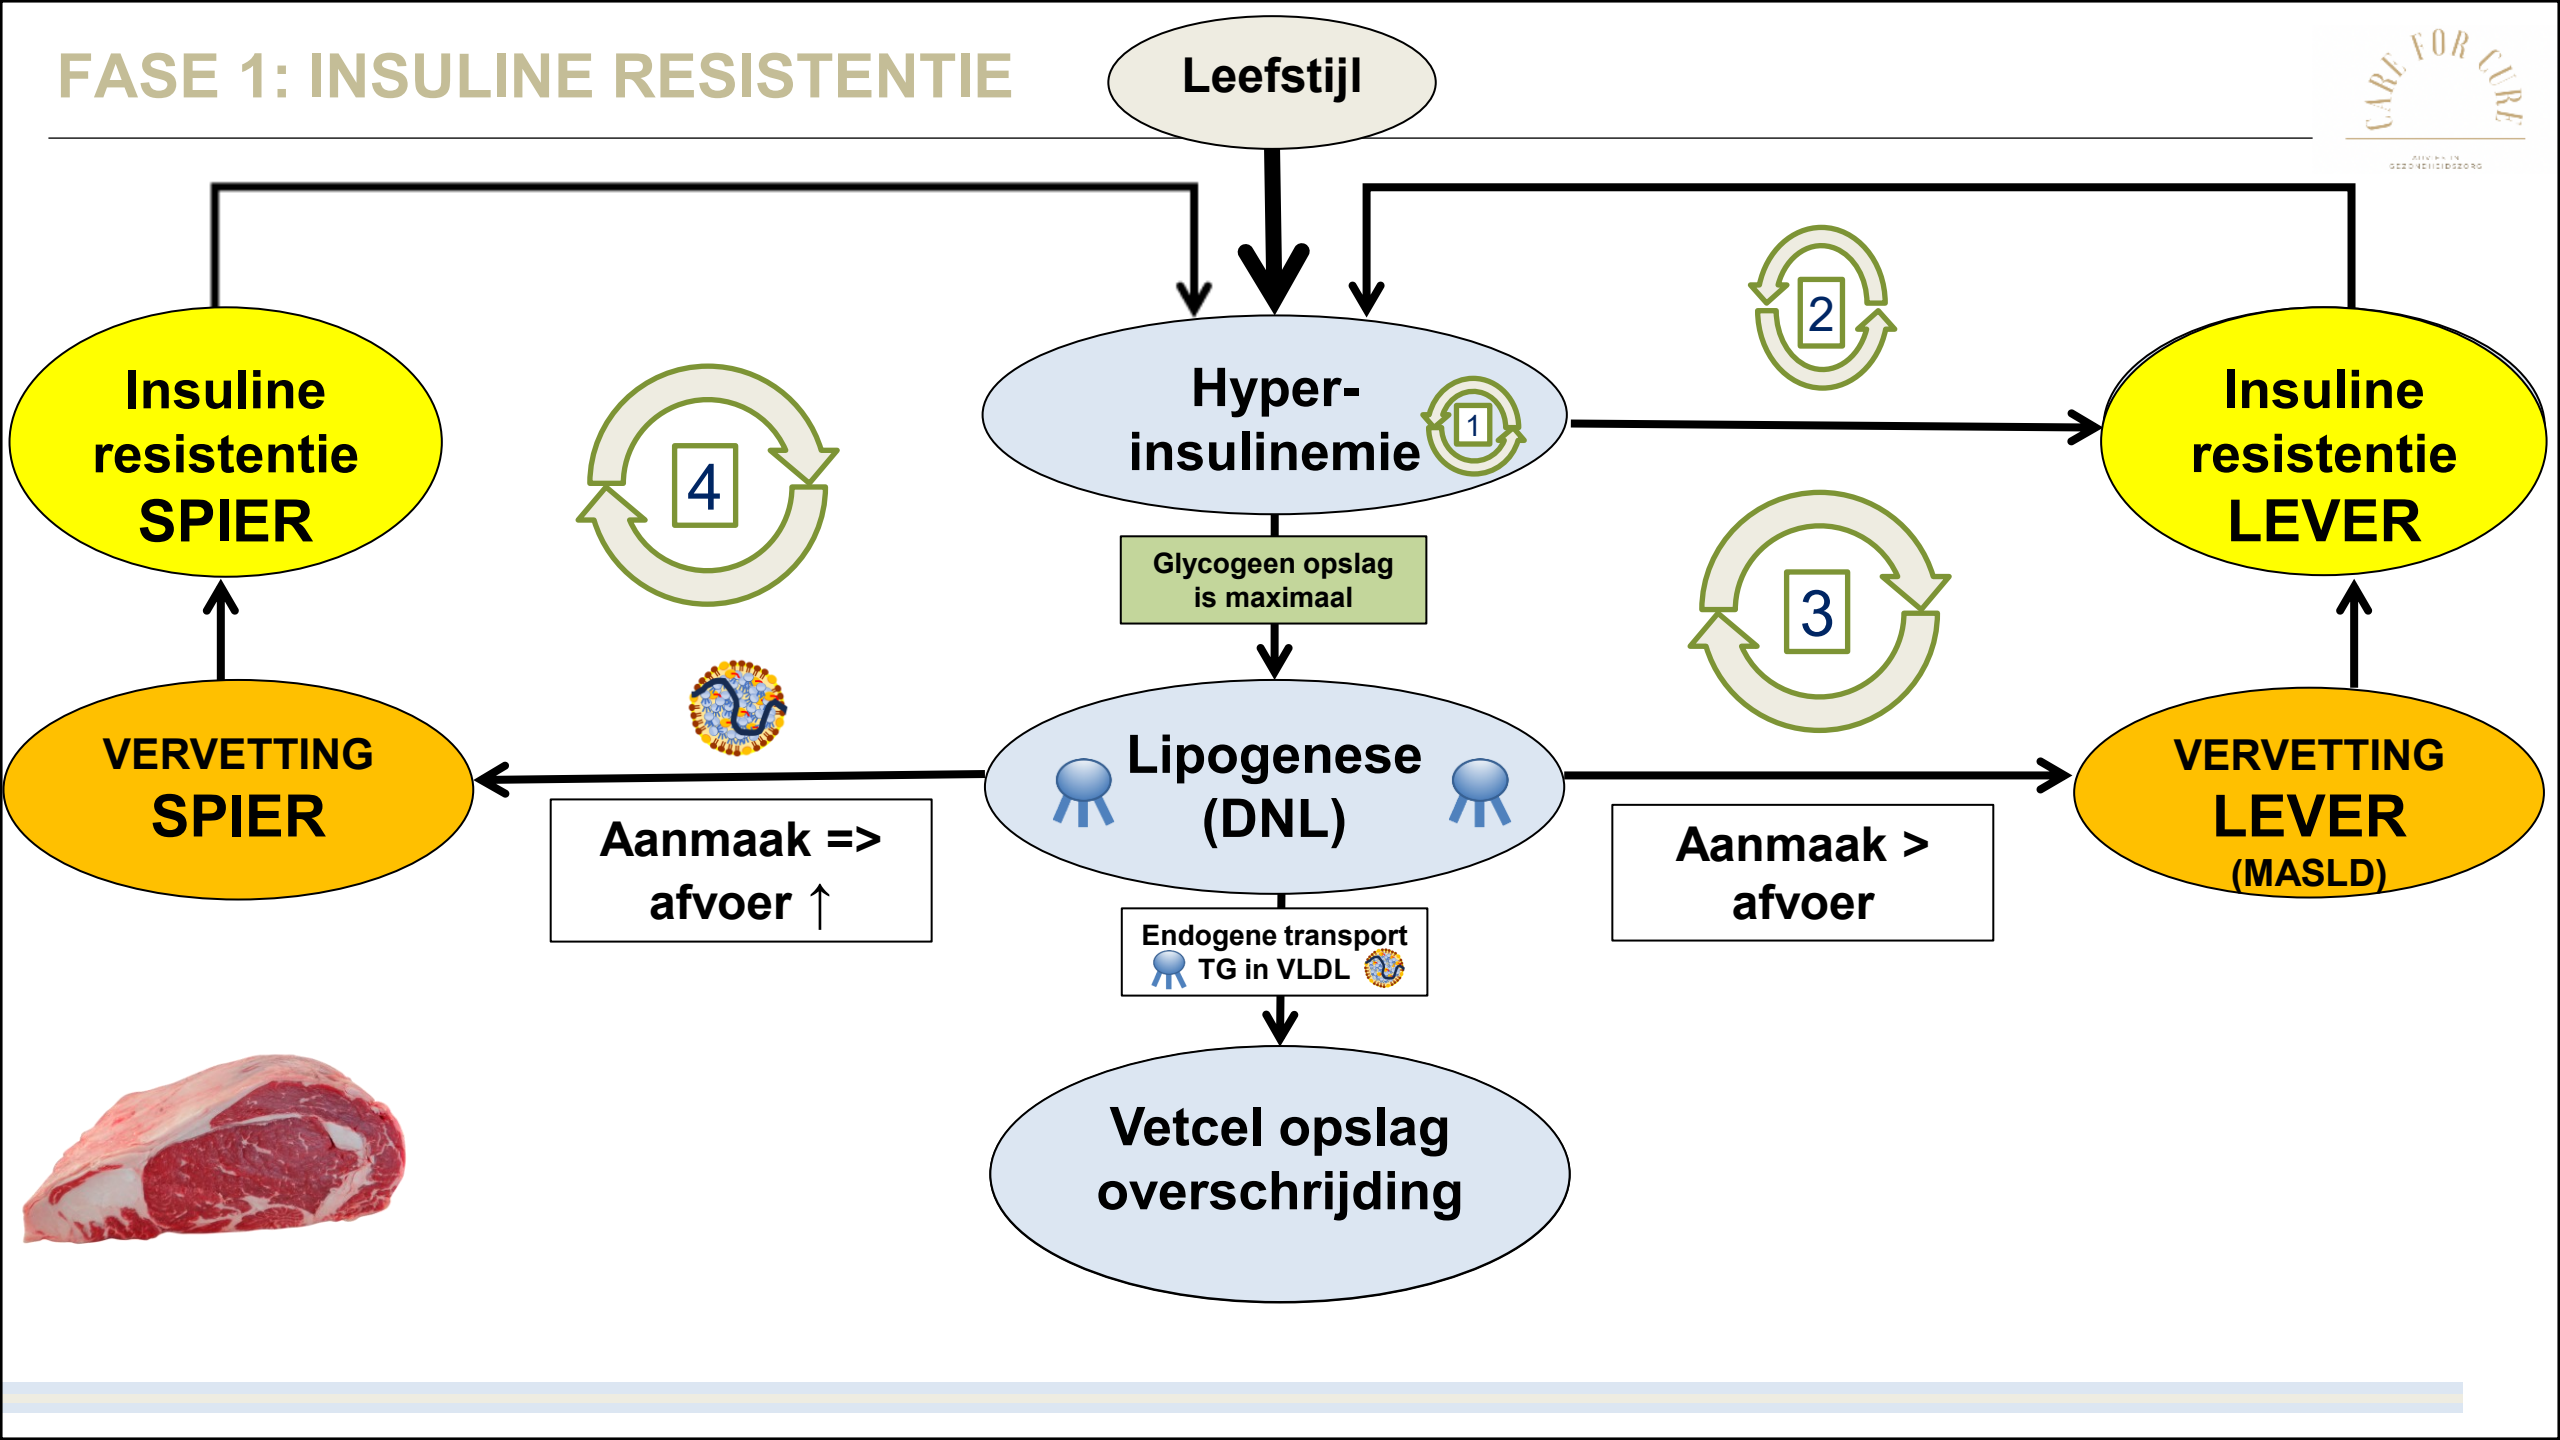 FASE 1: INSULINE RESISTENTIE
Leefstijl
CARE FOR CURE
GEZONDHEIDSZORG
Insuline
resistentie
SPIER
4
Hyper-
insulinemie
1
2
Insuline
resistentie
LEVER
Glycogeen opslag
is maximaal
3
VERVETTING
SPIER
Aanmaak =>
afvoer ↑
Lipogenese
(DNL)
Aanmaak >
afvoer
VERVETTING
LEVER
(MASLD)
Endogene transport
TG in VLDL
Vetcel opslag
overschrijding